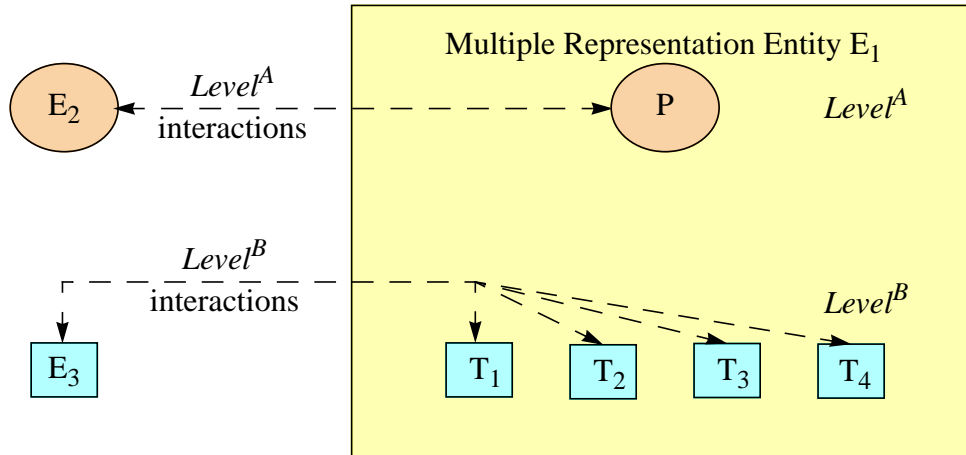 Multiple Representation Entity E₁
E₂
Levelᴬ
interactions
P
Levelᴬ
Levelᴮ
interactions
Levelᴮ
E₃
T₁
T₂
T₃
T₄